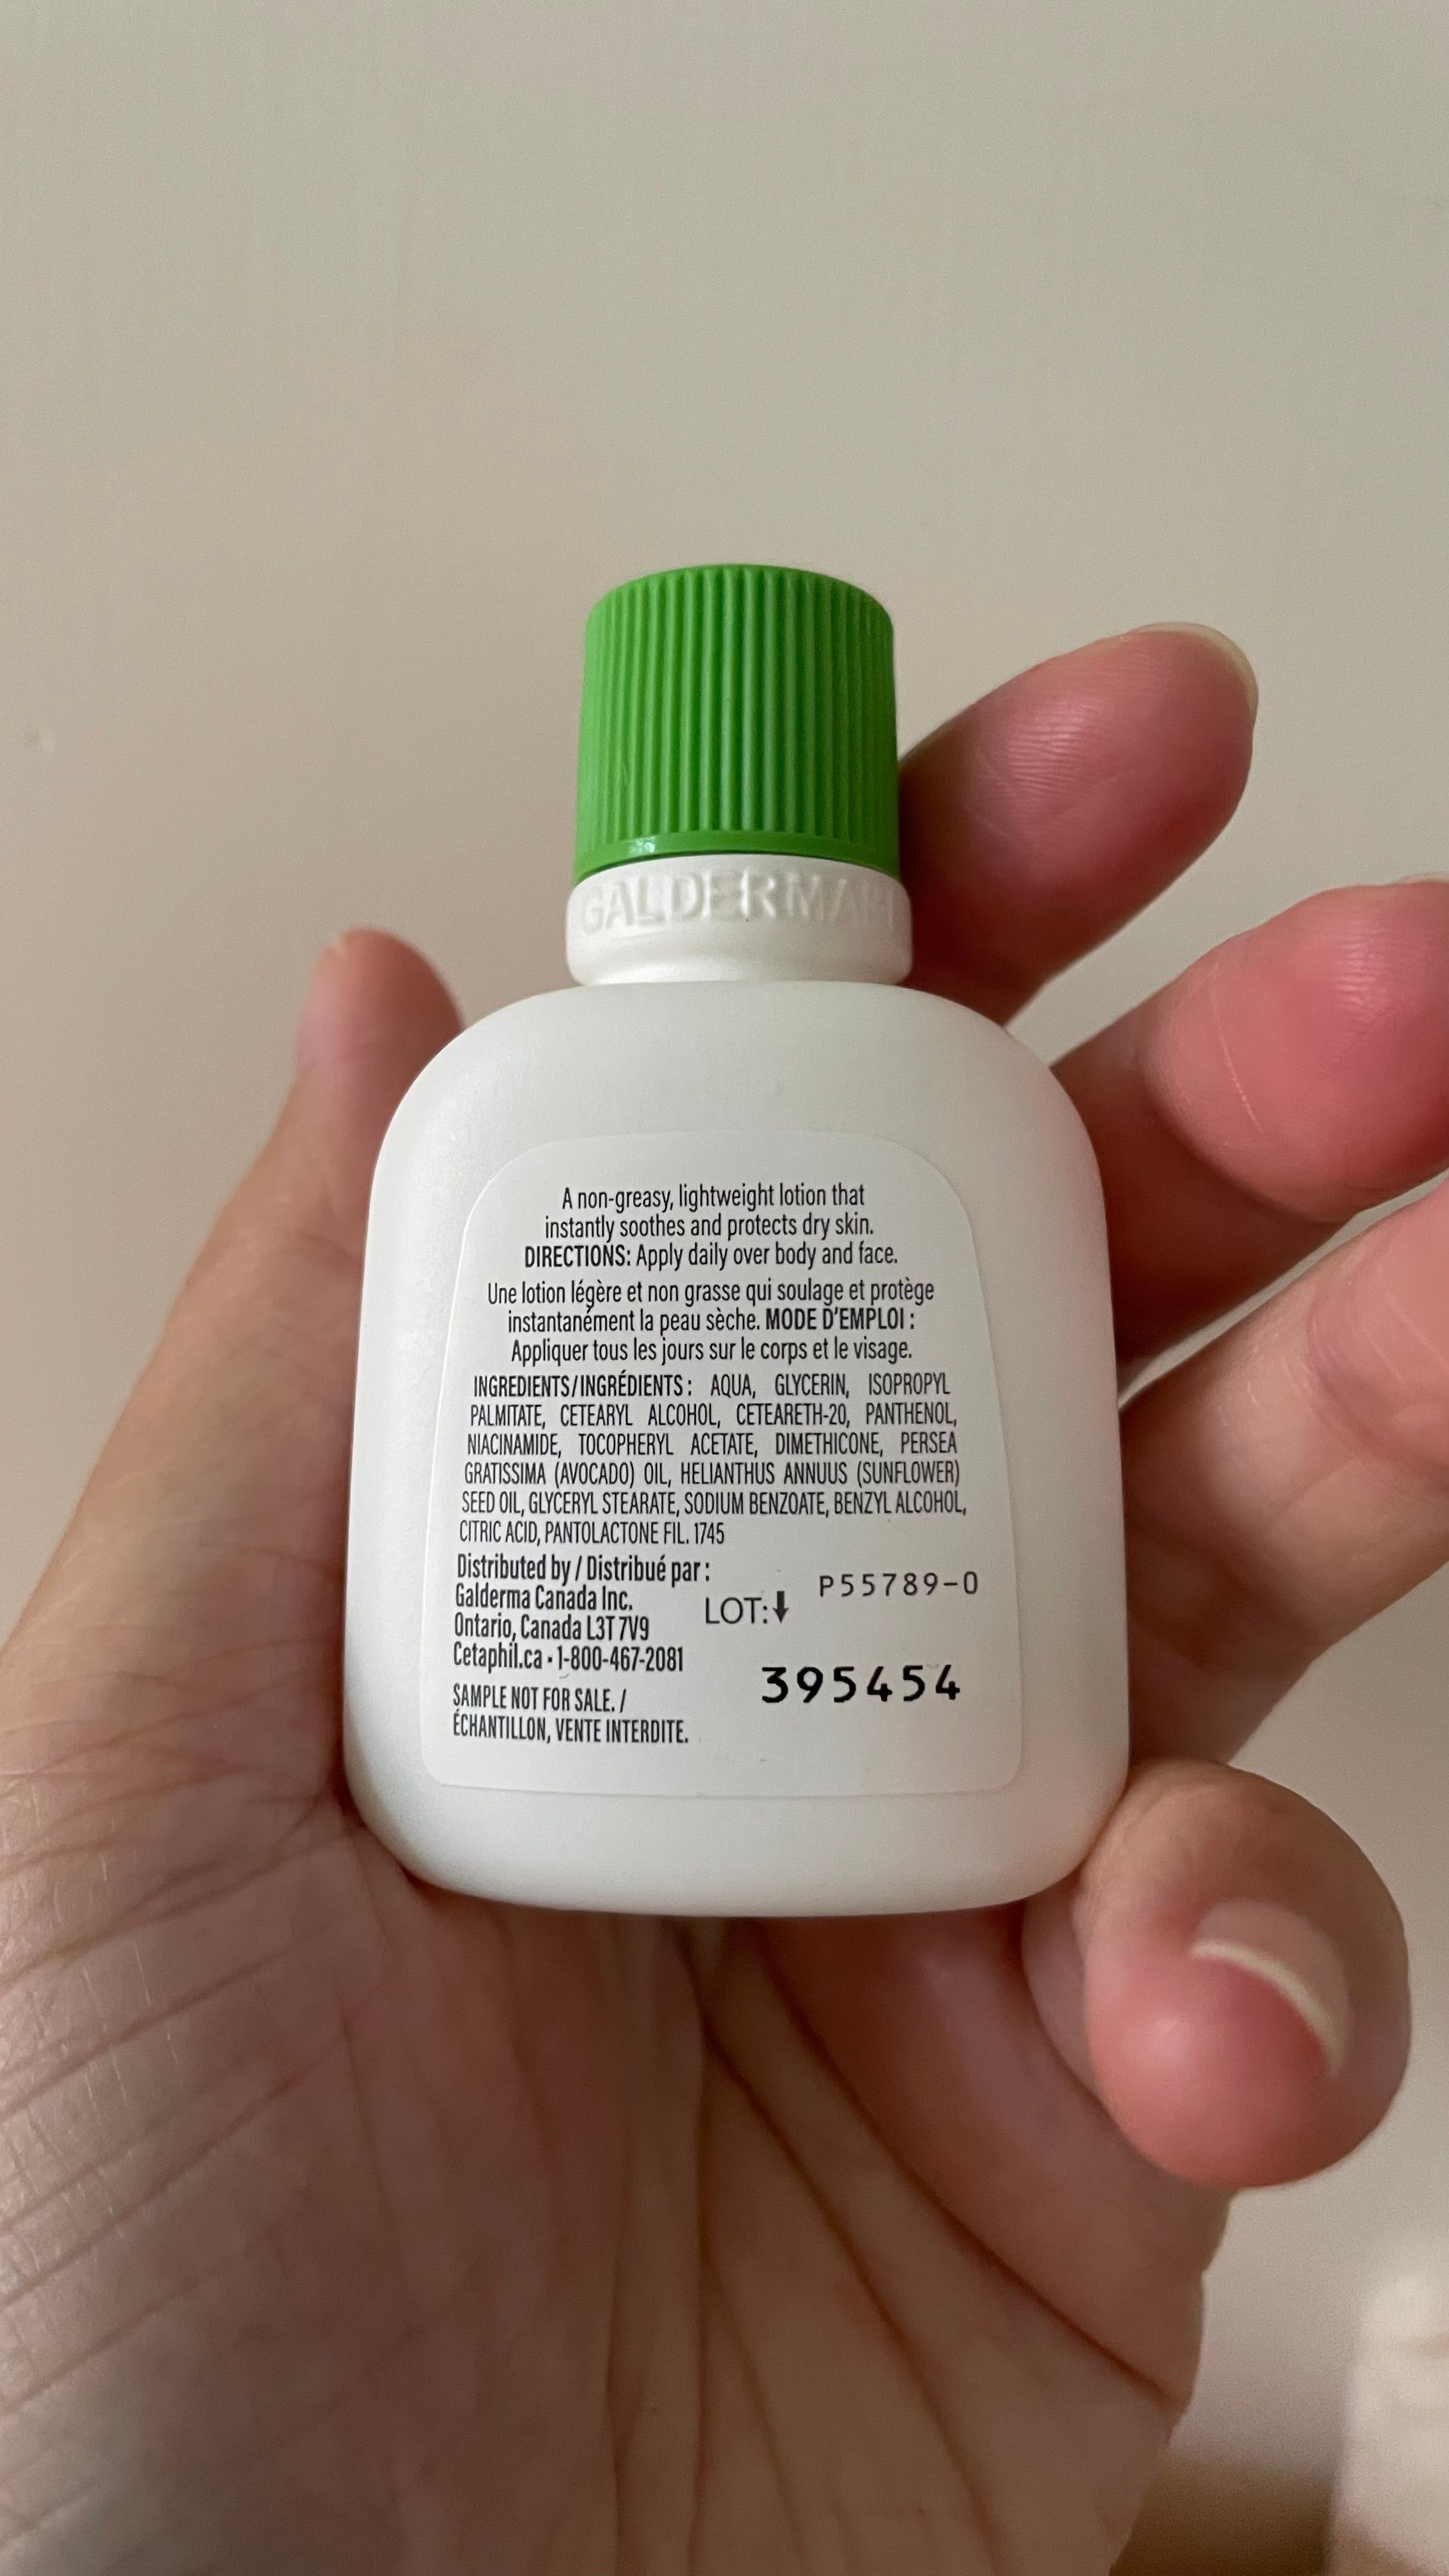 GALDERMA
A non-greasy, lightweight lotion that
instantly soothes and protects dry skin.
DIRECTIONS: Apply daily over body and face.
Une lotion légère et non grasse qui soulage et protège
instantanément la peau sèche. MODE D'EMPLOI :
Appliquer tous les jours sur le corps et le visage.
INGREDIENTS/INGRÉDIENTS : AQUA, GLYCERIN, ISOPROPYL
PALMITATE, CETEARYL ALCOHOL, CETEARETH-20, PANTHENOL,
NIACINAMIDE, TOCOPHERYL ACETATE, DIMETHICONE, PERSEA
GRATISSIMA (AVOCADO) OIL, HELIANTHUS ANNUUS (SUNFLOWER)
SEED OIL, GLYCERYL STEARATE, SODIUM BENZOATE, BENZYL ALCOHOL,
CITRIC ACID, PANTOLACTONE FIL. 1745
Distributed by / Distribué par :
Galderma Canada Inc.
Ontario, Canada L3T 7V9
Cetaphil.ca • 1-800-467-2081
SAMPLE NOT FOR SALE. /
ÉCHANTILLON, VENTE INTERDITE.
P55789-0
LOT:⬇
395454